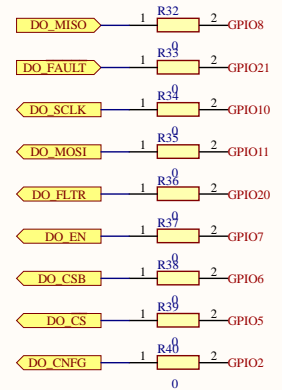 R32
DO_MISO 1 2 GPIO8
0
R33
DO_FAULT 1 2 GPIO21
0
R34
DO_SCLK 1 2 GPIO10
0
R35
DO_MOSI 1 2 GPIO11
0
R36
DO_FLTR 1 2 GPIO20
0
R37
DO_EN 1 2 GPIO7
0
R38
DO_CSB 1 2 GPIO6
0
R39
DO_CS 1 2 GPIO5
0
R40
DO_CNFG 1 2 GPIO2
0